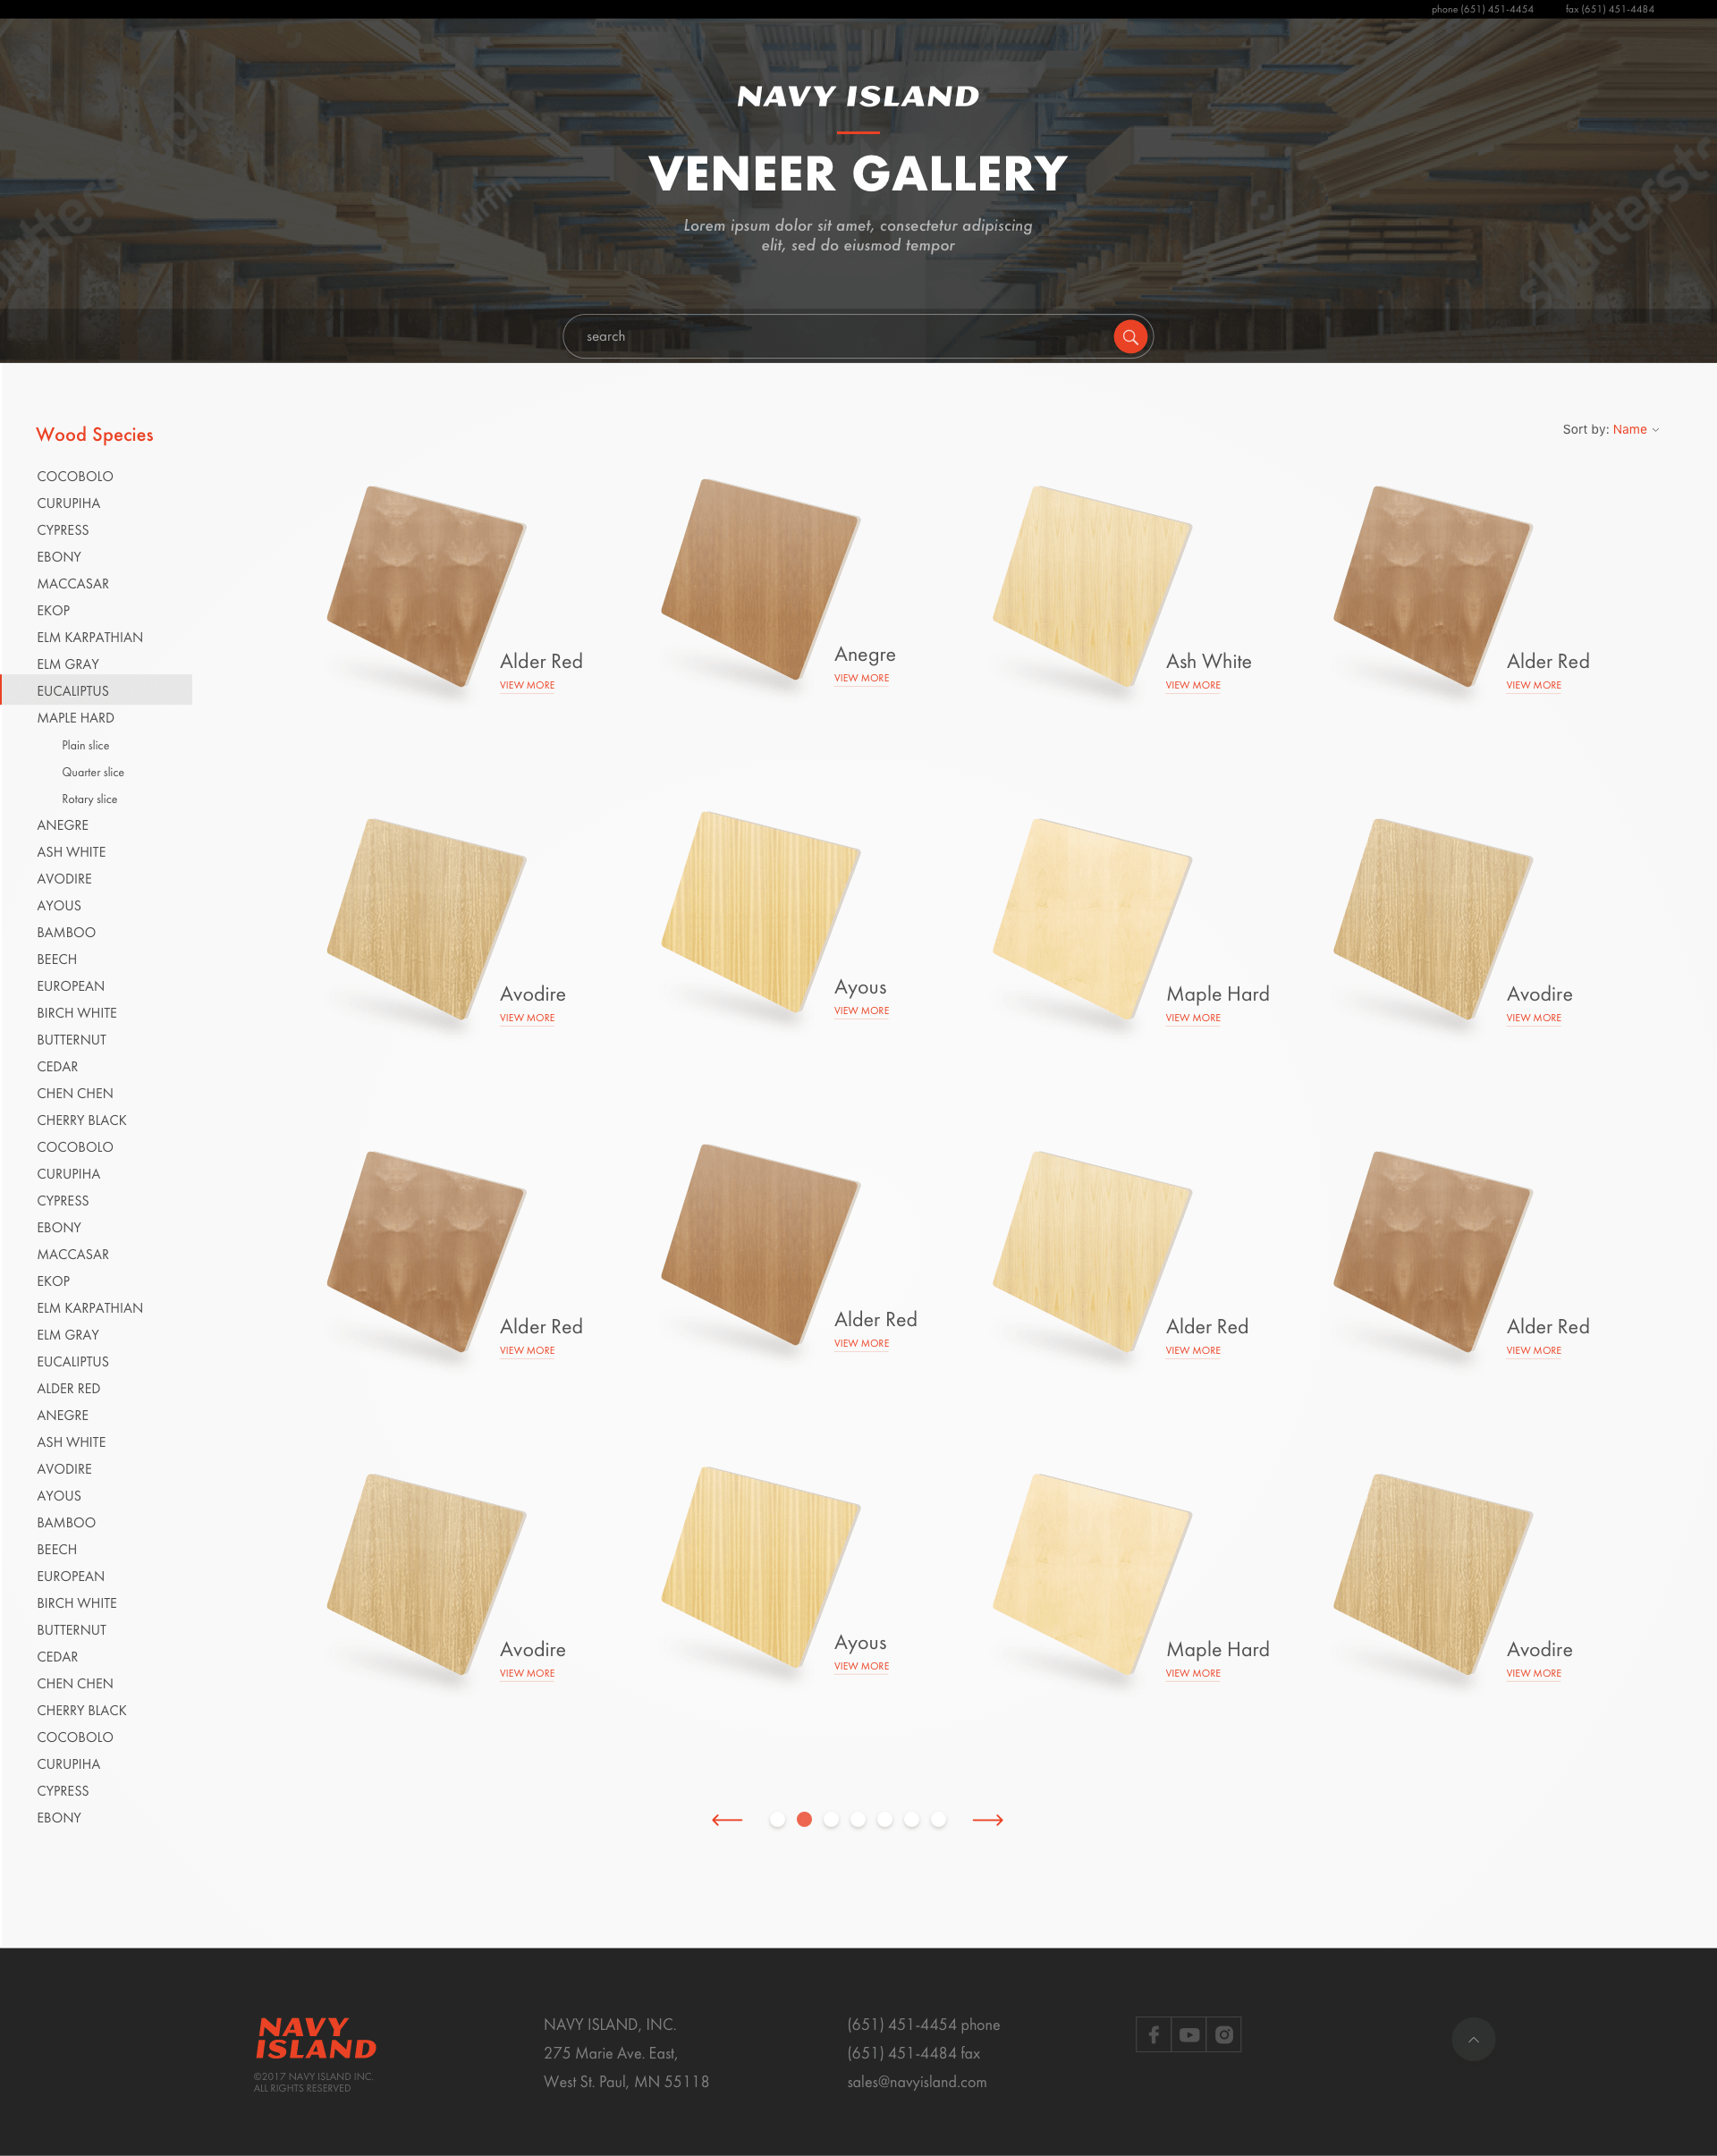 phone (651) 451-4454 fax (651) 451-4484
NAVY ISLAND
VENEER GALLERY
Lorem ipsum dolor sit amet, consectetur adipiscing
elit, sed do eiusmod tempor
shutterstock
search
Wood Species
COCOBOLO
CURUPIHA
CYPRESS
EBONY
MACCASAR
EKOP
ELM KARPATHIAN
ELM GRAY
EUCALIPTUS
MAPLE HARD
Plain slice
Quarter slice
Rotary slice
ANEGRE
ASH WHITE
AVODIRE
AYOUS
BAMBOO
BEECH
EUROPEAN
BIRCH WHITE
BUTTERNUT
CEDAR
CHEN CHEN
CHERRY BLACK
COCOBOLO
CURUPIHA
CYPRESS
EBONY
MACCASAR
EKOP
ELM KARPATHIAN
ELM GRAY
EUCALIPTUS
ALDER RED
ANEGRE
ASH WHITE
AVODIRE
AYOUS
BAMBOO
BEECH
EUROPEAN
BIRCH WHITE
BUTTERNUT
CEDAR
CHEN CHEN
CHERRY BLACK
COCOBOLO
CURUPIHA
CYPRESS
EBONY
Sort by: Name
Alder Red
VIEW MORE
Anegre
VIEW MORE
Ash White
VIEW MORE
Alder Red
VIEW MORE
Avodire
VIEW MORE
Ayous
VIEW MORE
Maple Hard
VIEW MORE
Avodire
VIEW MORE
Alder Red
VIEW MORE
Alder Red
VIEW MORE
Alder Red
VIEW MORE
Alder Red
VIEW MORE
Avodire
VIEW MORE
Ayous
VIEW MORE
Maple Hard
VIEW MORE
Avodire
VIEW MORE
NAVY
ISLAND
©2017 NAVY ISLAND INC.
ALL RIGHTS RESERVED
NAVY ISLAND, INC.
275 Marie Ave. East,
West St. Paul, MN 55118
(651) 451-4454 phone
(651) 451-4484 fax
sales@navyisland.com